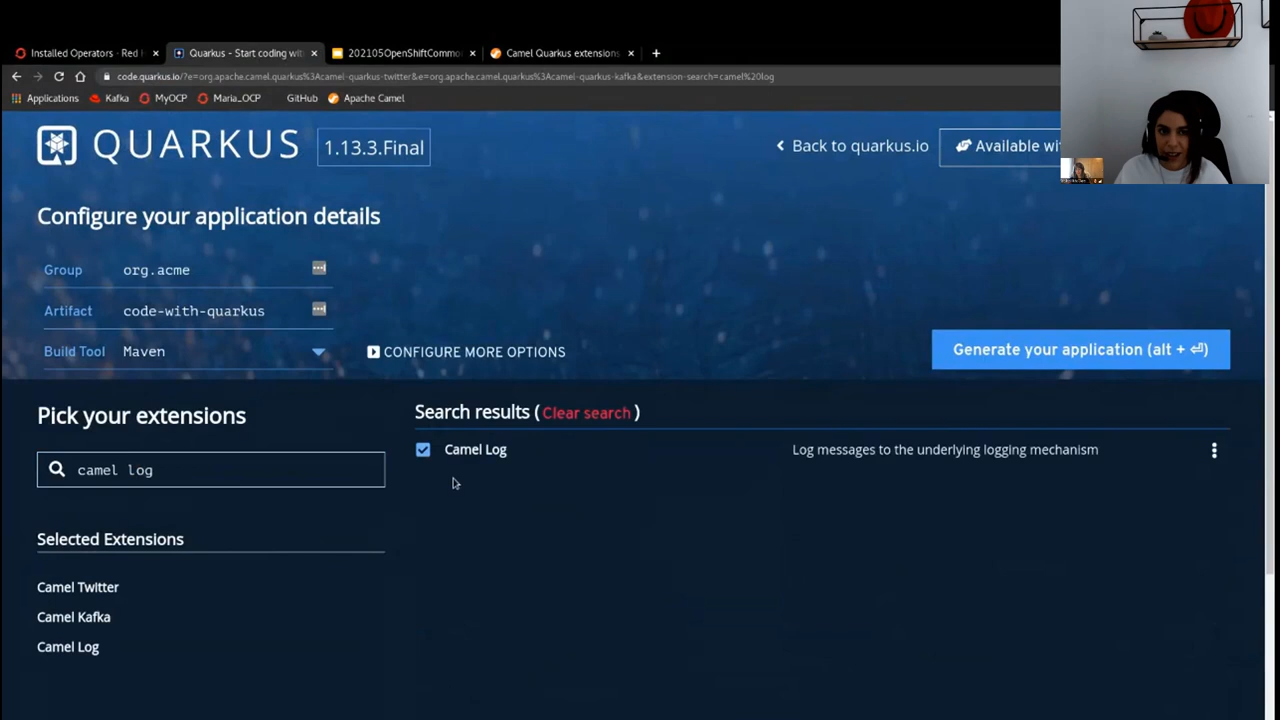 Installed Operators - Red H
Quarkus - Start coding with
202105OpenShiftCommo
Camel Quarkus extensions
code.quarkus.io/?e=org.apache.camel.quarkus%3Acamel-quarkus-twitter&e=org.apache.camel.quarkus%3Acamel-quarkus-kafka&extension-search=camel%20log
Applications
Kafka
MyOCP
Maria_OCP
GitHub
Apache Camel
QUARKUS
1.13.3.Final
Back to quarkus.io
Available wi
Configure your application details
Group org.acme
Artifact code-with-quarkus
Build Tool Maven
CONFIGURE MORE OPTIONS
Generate your application (alt + ⏎)
Pick your extensions
camel log
Search results (Clear search)
Camel Log
Log messages to the underlying logging mechanism
Selected Extensions
Camel Twitter
Camel Kafka
Camel Log